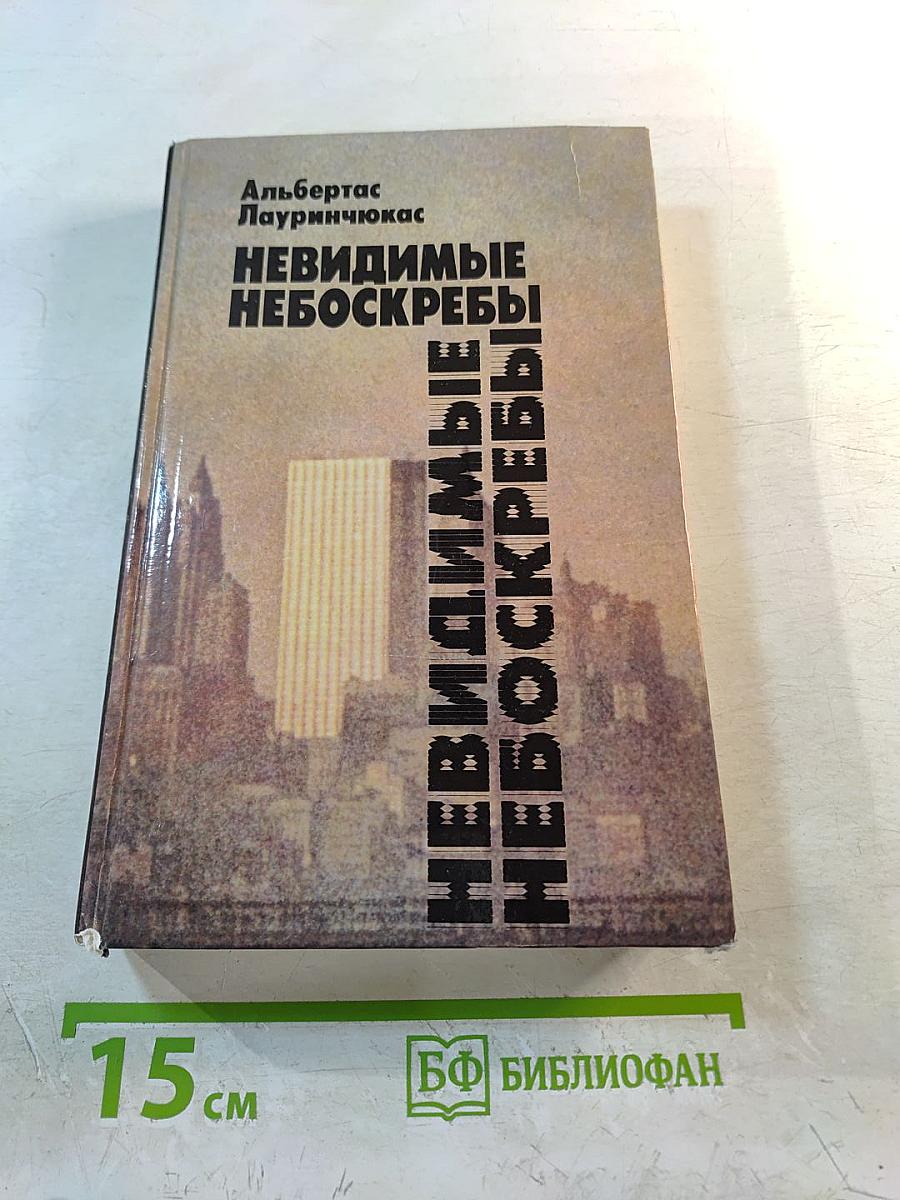 Альбертас
Лауринчюкас
НЕВИДИМЫЕ
НЕБОСКРЕБЫ
НЕВИДИМЫЕ
НЕБОСКРЕБЫ
15 см
БФ БИБЛИОФАН